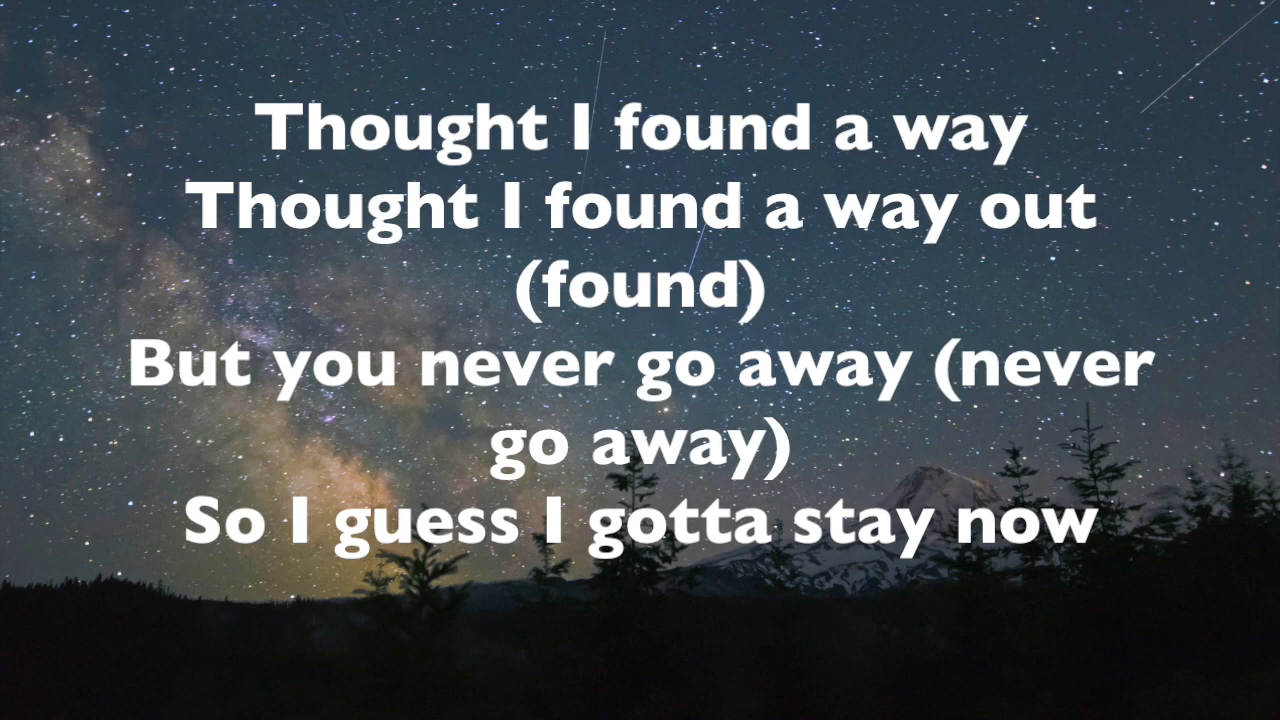 Thought I found a way
Thought I found a way out
(found)
But you never go away (never
go away)
So I guess I gotta stay now